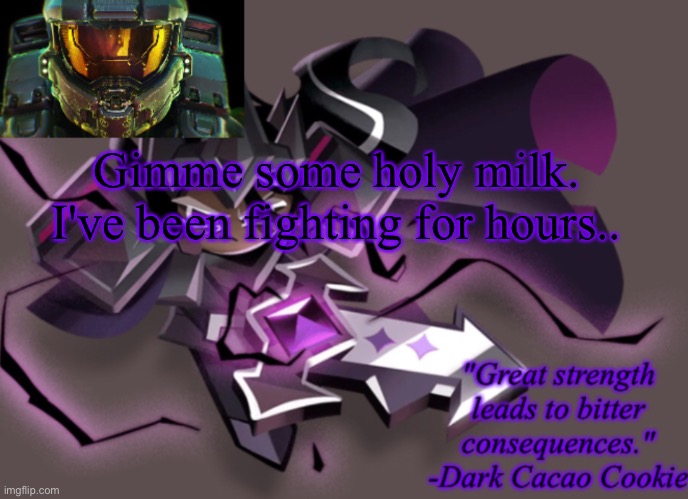 Gimme some holy milk.
I've been fighting for hours..
"Great strength
leads to bitter
consequences."
-Dark Cacao Cookie
imgflip.com